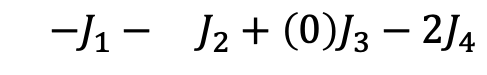 −J₁ − J₂ + (0)J₃ − 2J₄